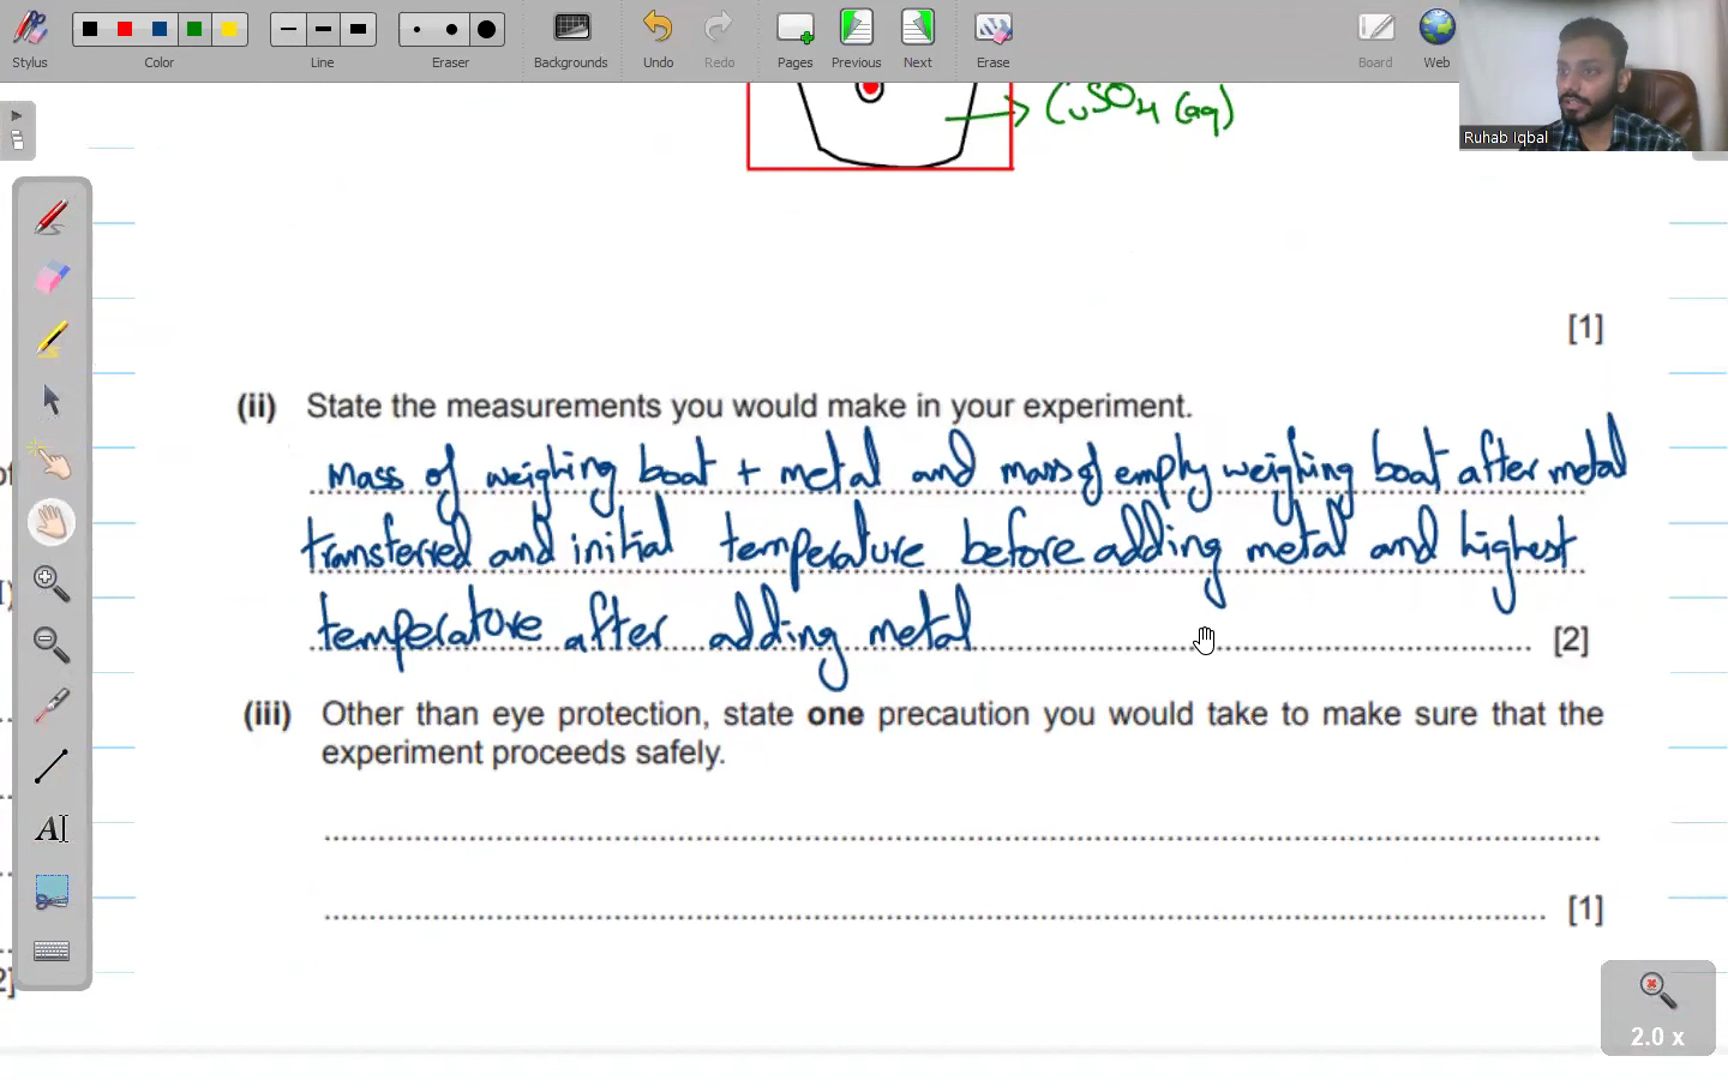 Stylus Color Line Eraser Backgrounds Undo Redo Pages Previous Next Erase Board Web
Ruhab Iqbal
CuSO4 (aq)
[1]
(ii) State the measurements you would make in your experiment.
Mass of weighing boat + metal and mass of empty weighing boat after metal
transferred and initial temperature before adding metal and highest
temperature after adding metal [2]
(iii) Other than eye protection, state one precaution you would take to make sure that the
experiment proceeds safely.
[1]
2.0 x